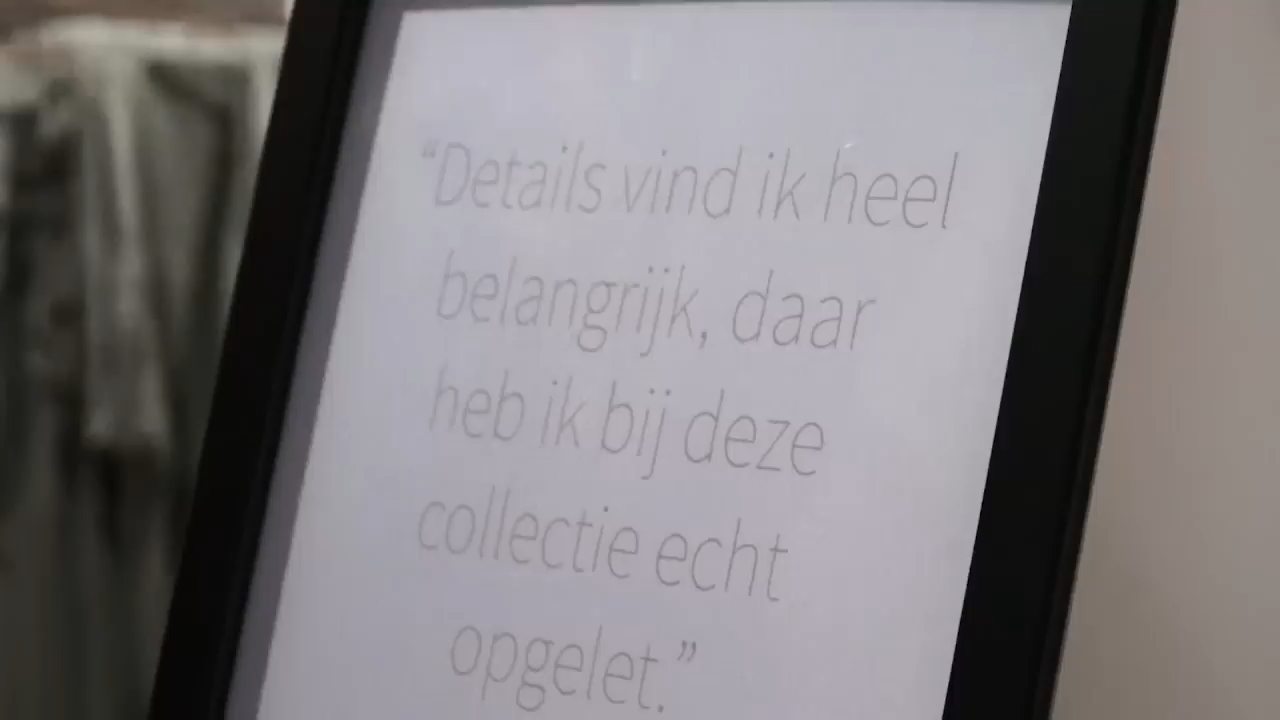 “Details vind ik heel
belangrijk, daar
heb ik bij deze
collectie echt
opgelet.”